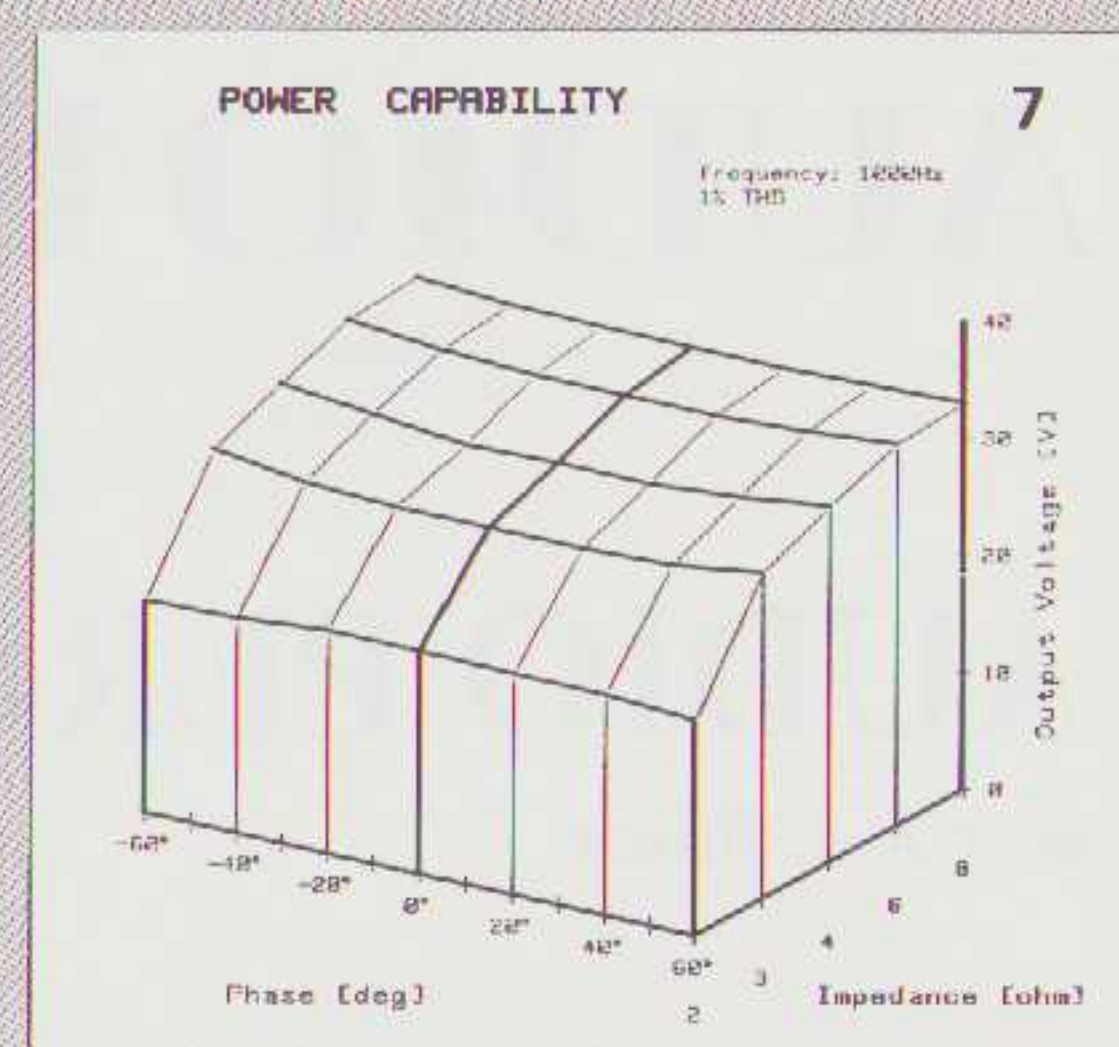 POWER CAPABILITY 7
Frequency: 1000Hz
1% THD
40
30
20
10
0
Output Voltage [V]
-60°
-40°
-20°
0°
20°
40°
60°
2
3
4
6
8
Phase [deg]
Impedance [ohm]